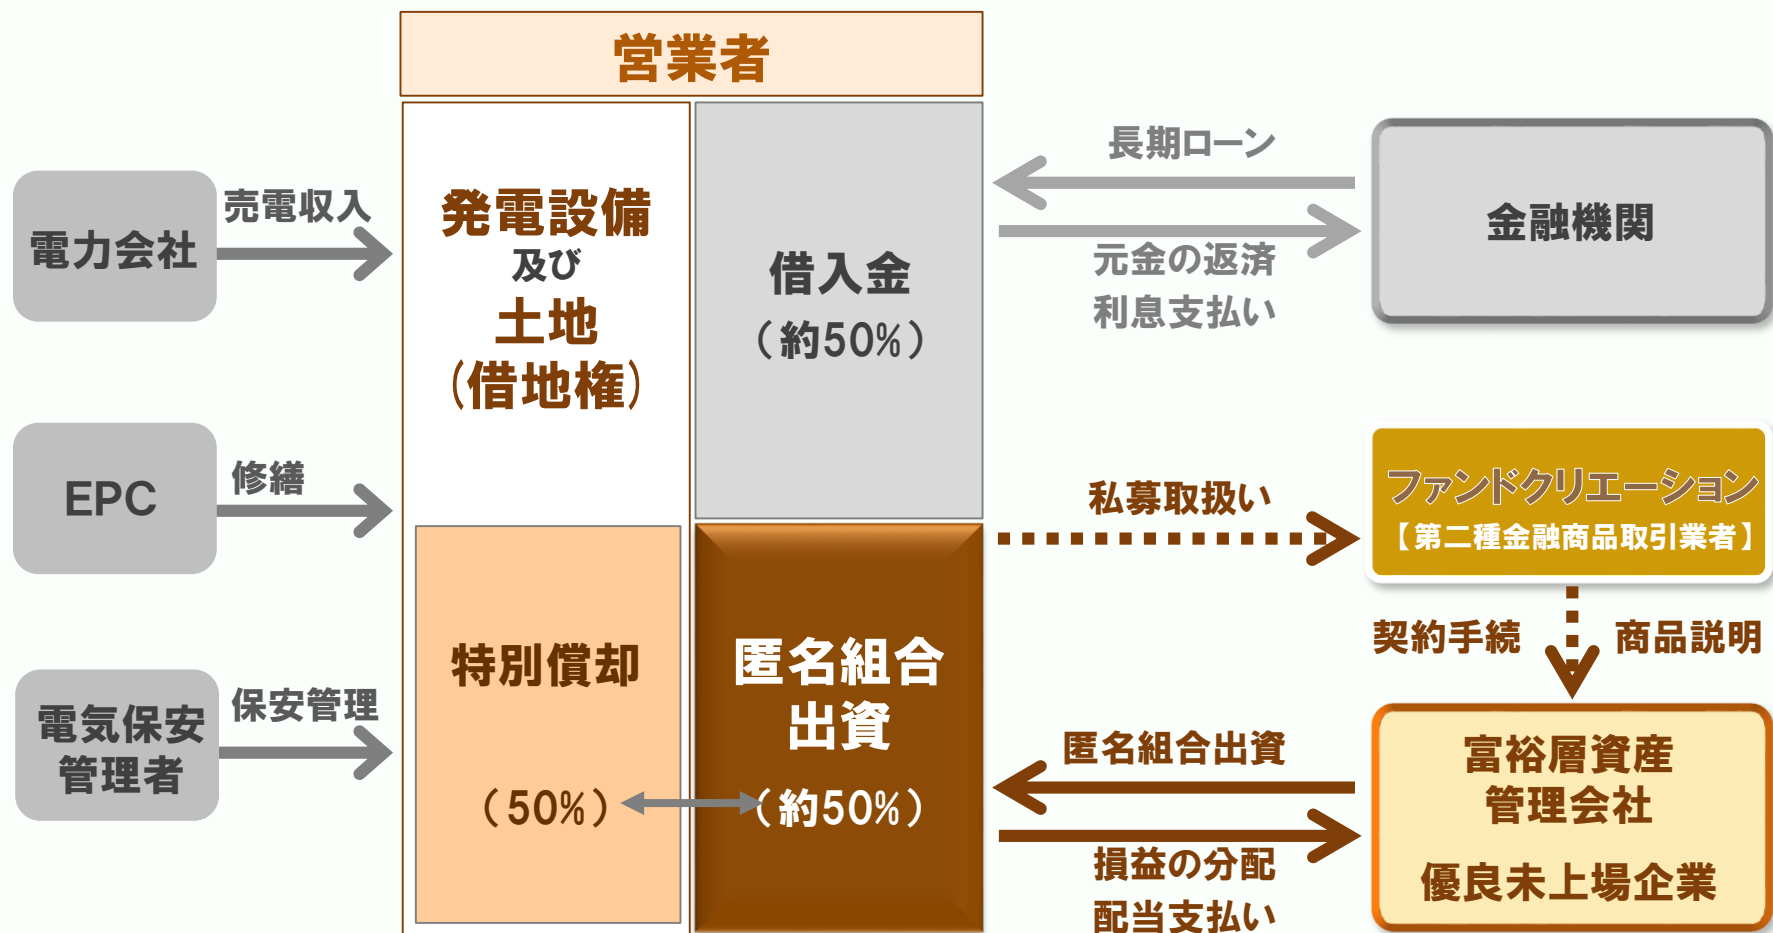 営業者
電力会社
売電収入
EPC
修繕
電気保安
管理者
保安管理
発電設備
及び
土地
(借地権)
特別償却
(50%)
借入金
(約50%)
匿名組合
出資
(約50%)
長期ローン
元金の返済
利息支払い
金融機関
私募取扱い
ファンドクリエーション
【第二種金融商品取引業者】
契約手続
商品説明
匿名組合出資
損益の分配
配当支払い
富裕層資産
管理会社
優良未上場企業